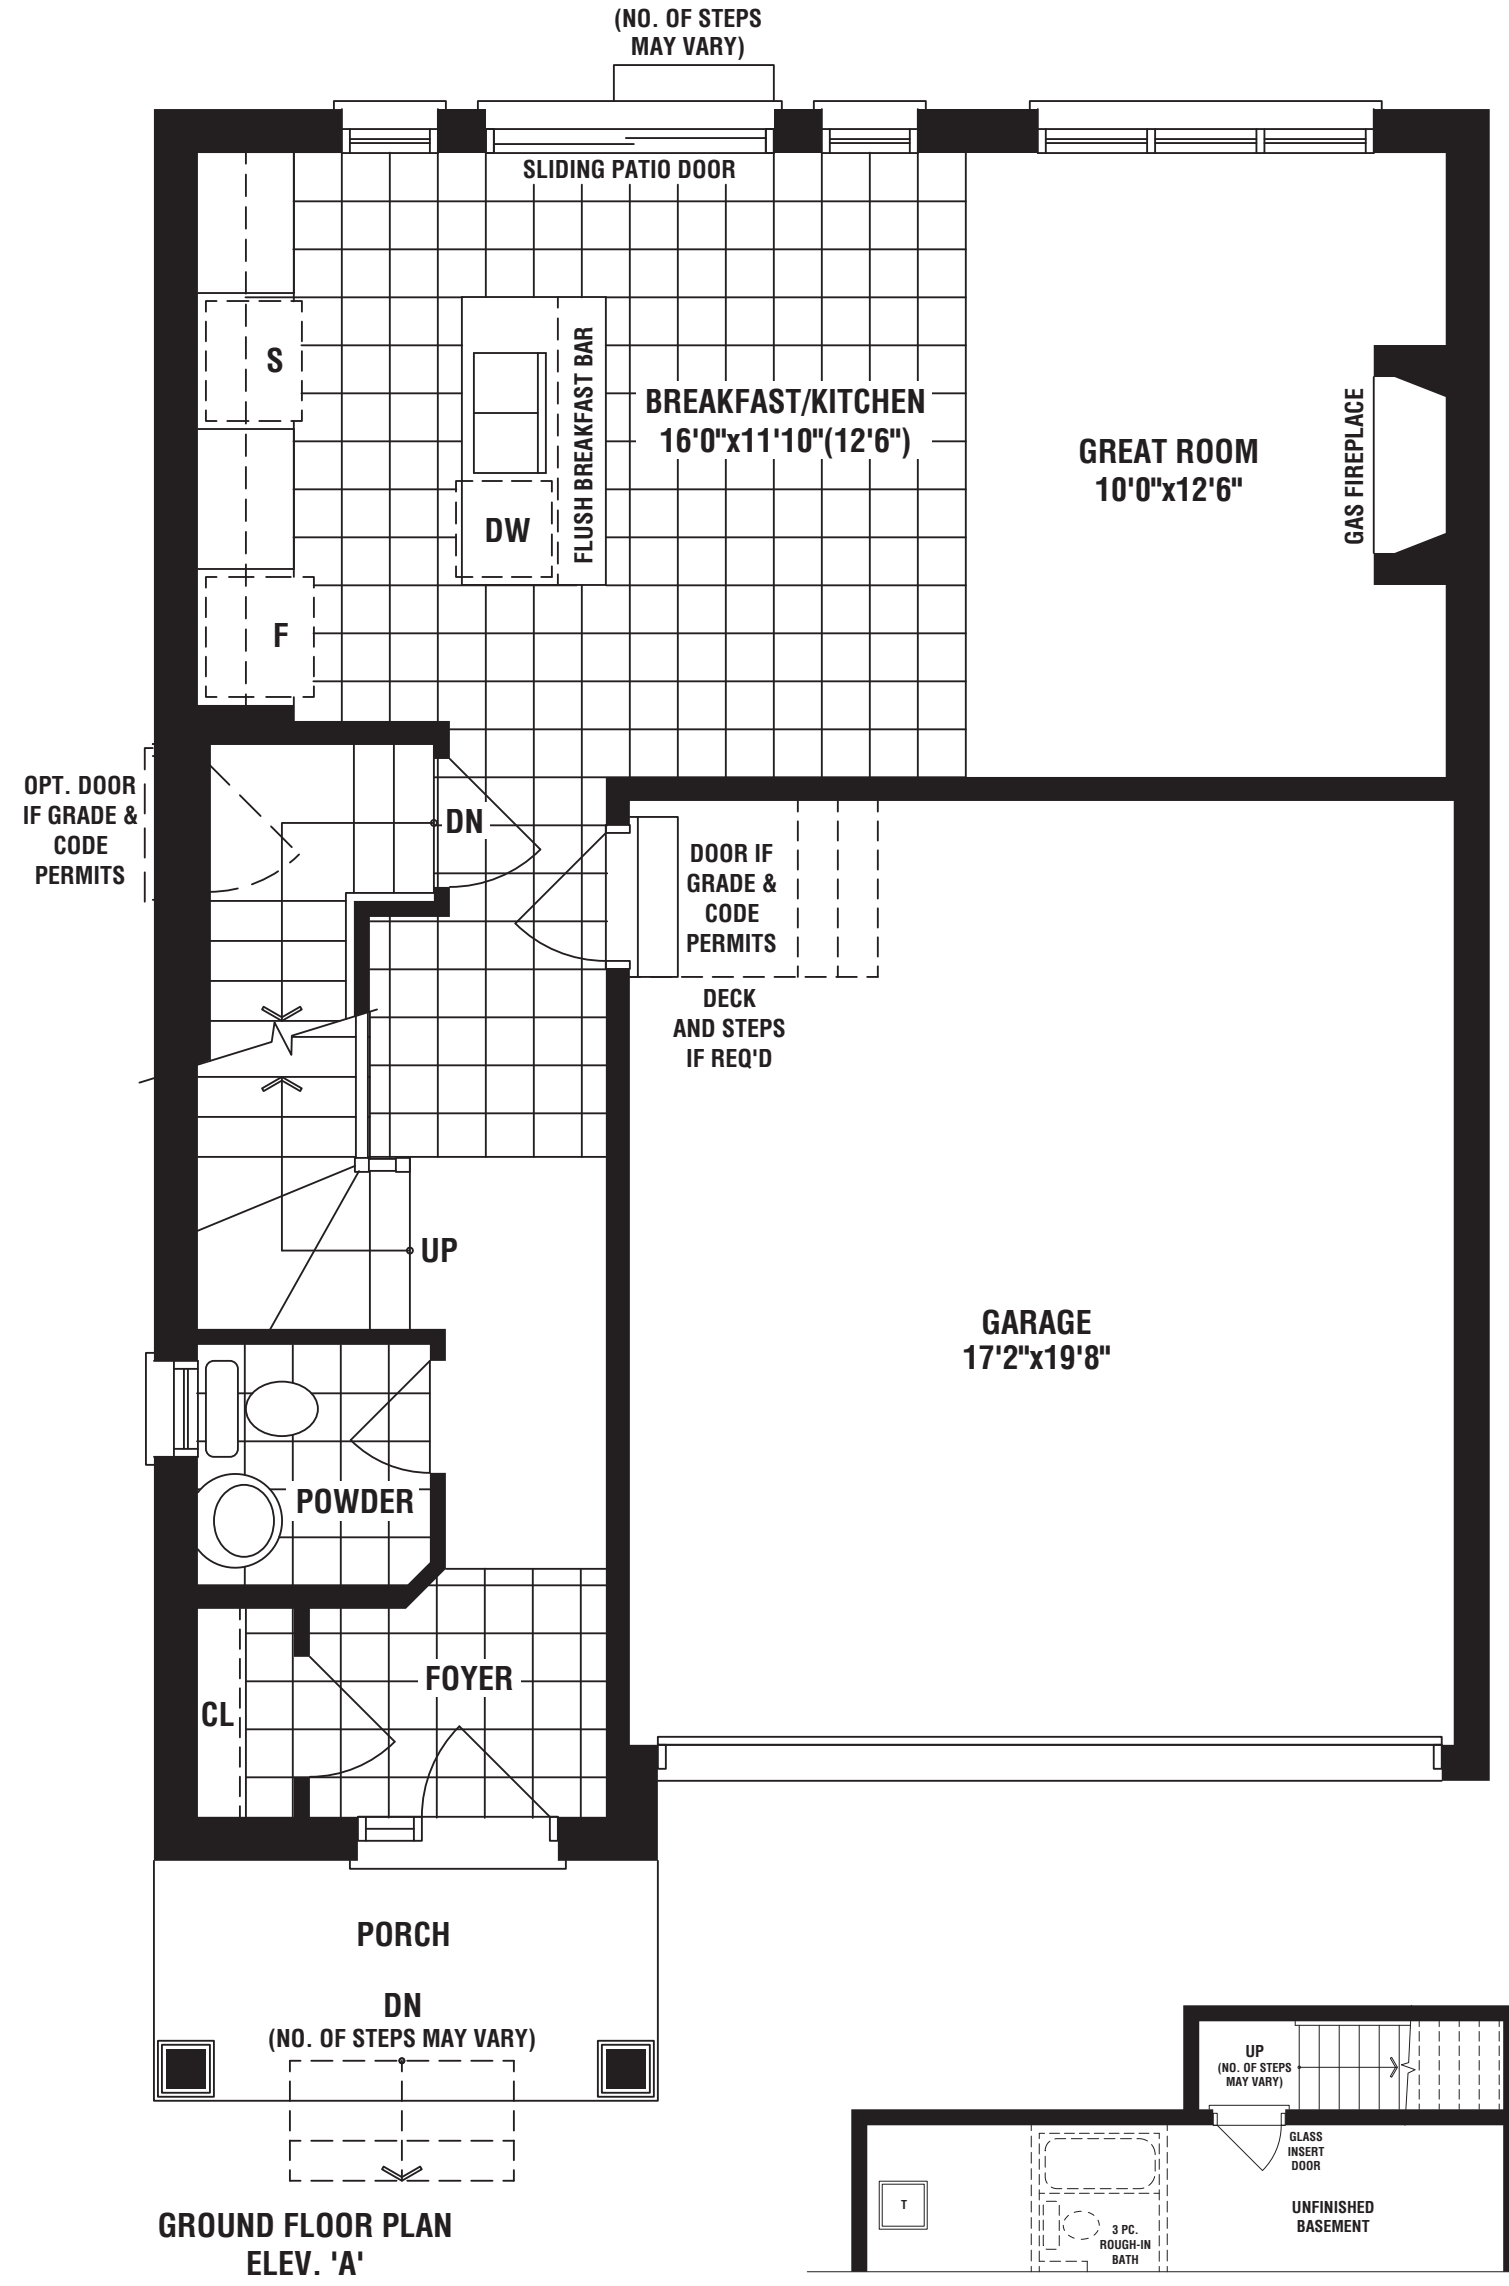 (NO. OF STEPS
MAY VARY)
SLIDING PATIO DOOR
S
FLUSH BREAKFAST BAR
BREAKFAST/KITCHEN
16'0"x11'10"(12'6")
GREAT ROOM
10'0"x12'6"
GAS FIREPLACE
DW
F
OPT. DOOR
IF GRADE &
CODE
PERMITS
DN
DOOR IF
GRADE &
CODE
PERMITS
DECK
AND STEPS
IF REQ'D
UP
GARAGE
17'2"x19'8"
POWDER
FOYER
CL
PORCH
DN
(NO. OF STEPS MAY VARY)
GROUND FLOOR PLAN
ELEV. 'A'
UP
(NO. OF STEPS
MAY VARY)
GLASS
INSERT
DOOR
T
UNFINISHED
BASEMENT
3 PC.
ROUGH-IN
BATH